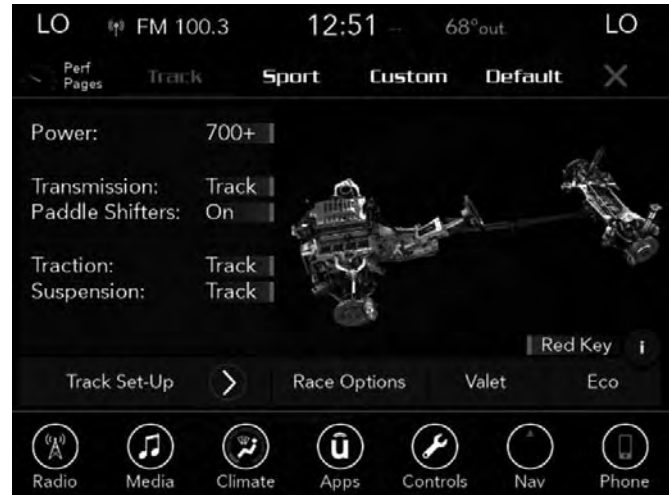 LO FM 100.3 12:51 -- 68°out LO
Perf
Pages
Track Sport Custom Default X
Power: 700+
Transmission: Track
Paddle Shifters: On
Traction: Track
Suspension: Track
Red Key i
Track Set-Up > Race Options Valet Eco
Radio Media Climate Apps Controls Nav Phone